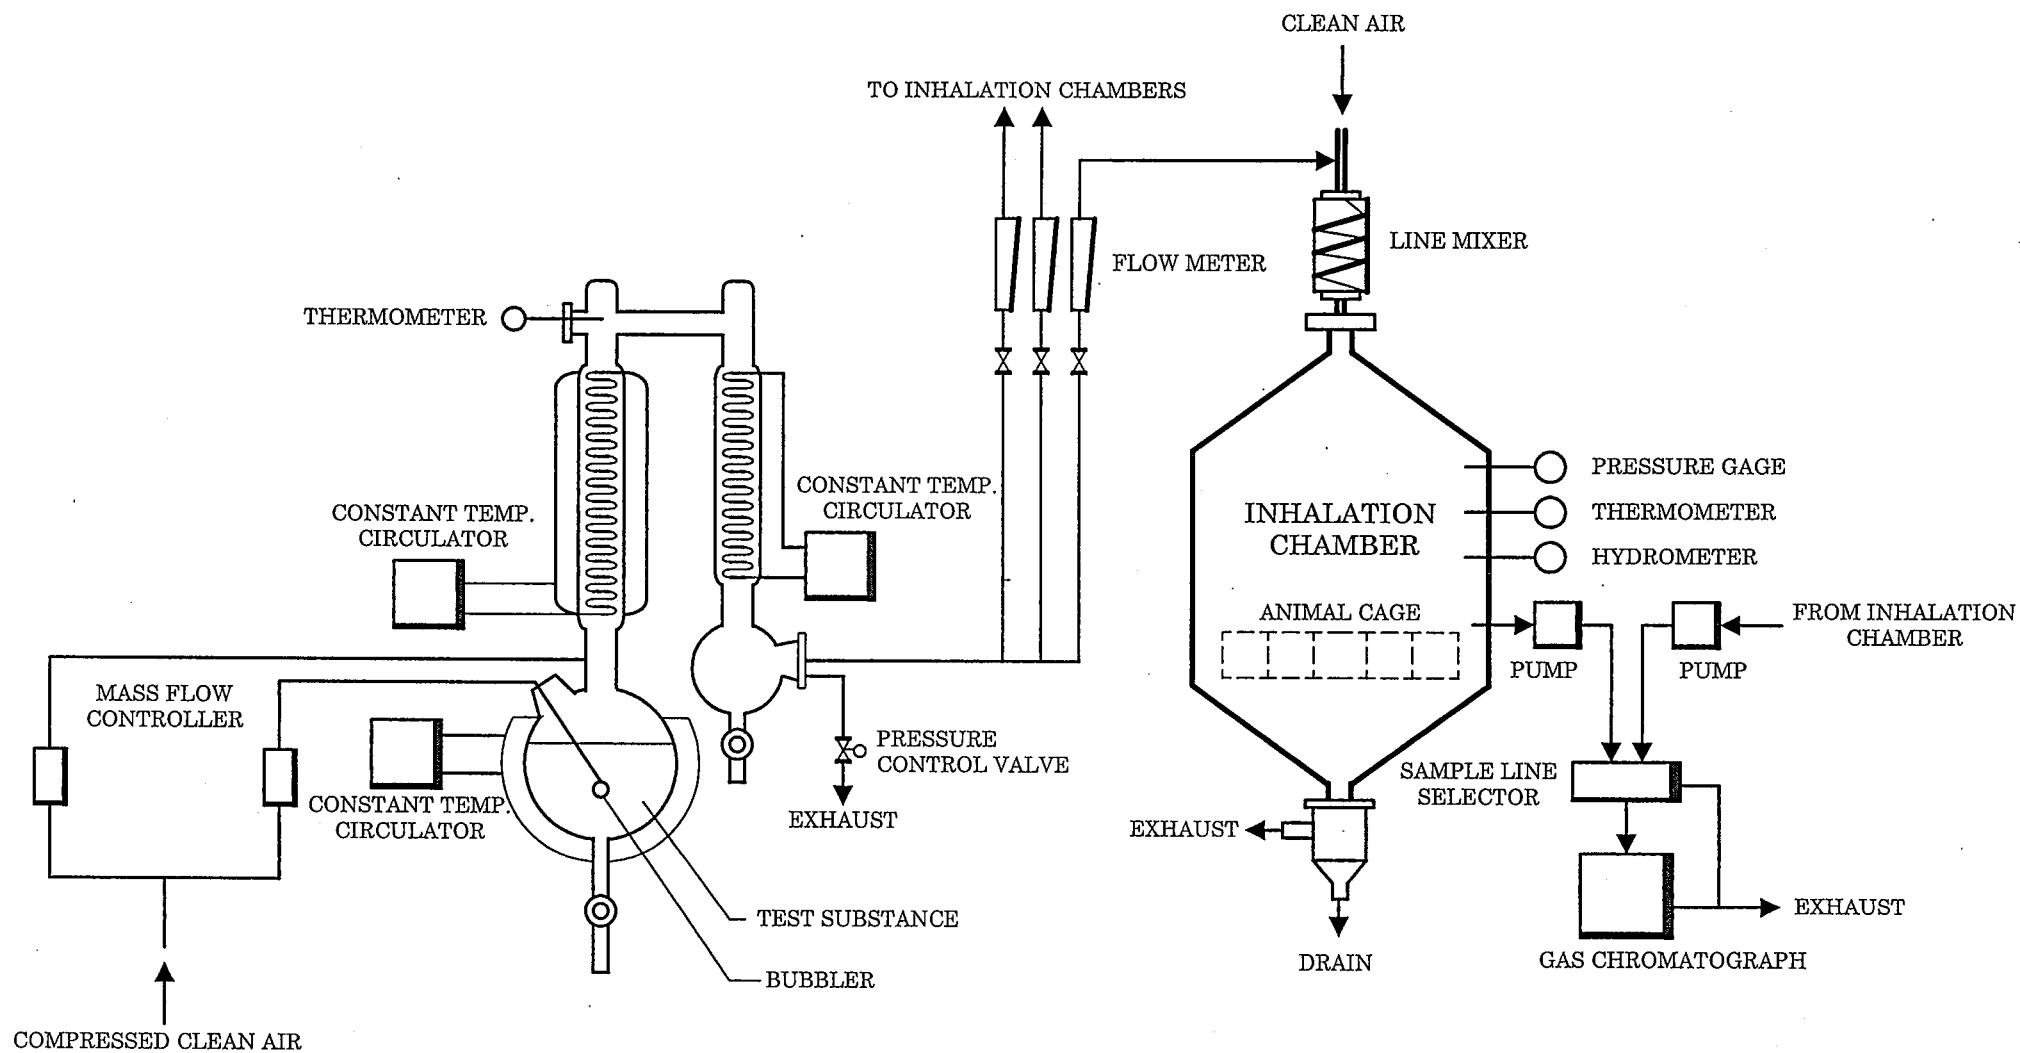 CLEAN AIR
TO INHALATION CHAMBERS
LINE MIXER
FLOW METER
THERMOMETER
CONSTANT TEMP.
CIRCULATOR
CONSTANT TEMP.
CIRCULATOR
PRESSURE GAGE
THERMOMETER
HYDROMETER
INHALATION
CHAMBER
ANIMAL CAGE
FROM INHALATION
CHAMBER
PUMP
PUMP
MASS FLOW
CONTROLLER
PRESSURE
CONTROL VALVE
CONSTANT TEMP.
CIRCULATOR
EXHAUST
SAMPLE LINE
SELECTOR
EXHAUST
TEST SUBSTANCE
EXHAUST
BUBBLER
DRAIN
GAS CHROMATOGRAPH
COMPRESSED CLEAN AIR